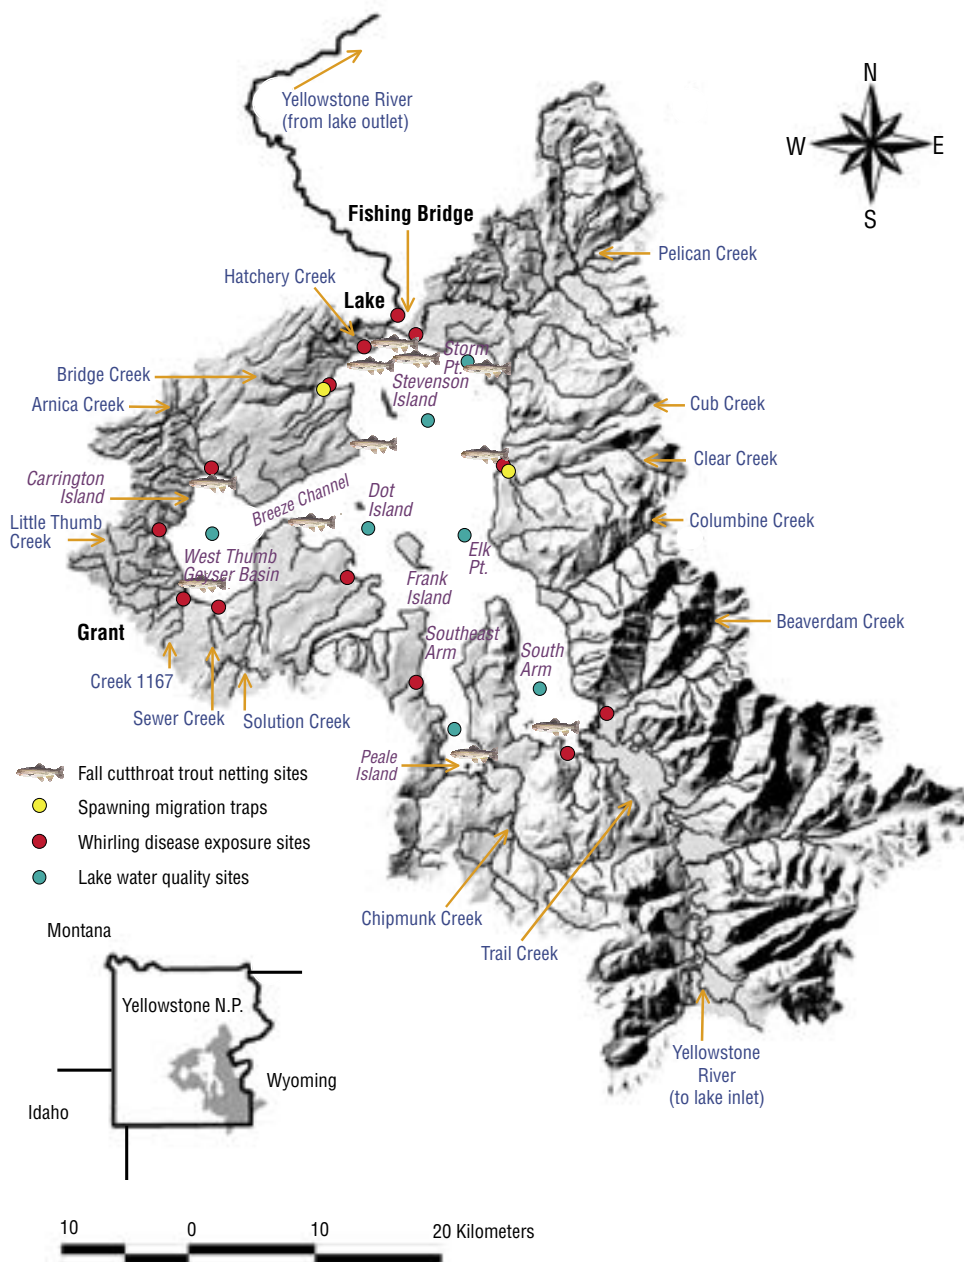 N
W
E
S
Yellowstone River
(from lake outlet)
Fishing Bridge
Pelican Creek
Hatchery Creek
Lake
Storm
Pt.
Bridge Creek
Stevenson
Island
Arnica Creek
Cub Creek
Clear Creek
Carrington
Island
Breeze Channel
Dot
Island
Little Thumb
Creek
Columbine Creek
West Thumb
Geyser Basin
Elk
Pt.
Frank
Island
Grant
Southeast
Arm
South
Arm
Beaverdam Creek
Creek 1167
Sewer Creek
Solution Creek
Peale
Island
Fall cutthroat trout netting sites
Spawning migration traps
Whirling disease exposure sites
Lake water quality sites
Chipmunk Creek
Trail Creek
Montana
Yellowstone N.P.
Wyoming
Idaho
Yellowstone
River
(to lake inlet)
10 0 10 20 Kilometers